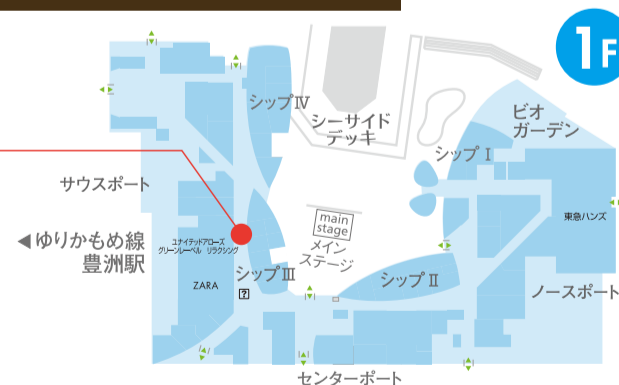 1F
シップⅣ
シーサイド
デッキ
ビオ
ガーデン
シップⅠ
サウスポート
東急ハンズ
main
stage
メイン
ステージ
◀ゆりかもめ線
豊洲駅
ユナイテッドアローズ
グリーンレーベル リラクシング
シップⅢ
シップⅡ
ZARA
?
ノースポート
センターポート